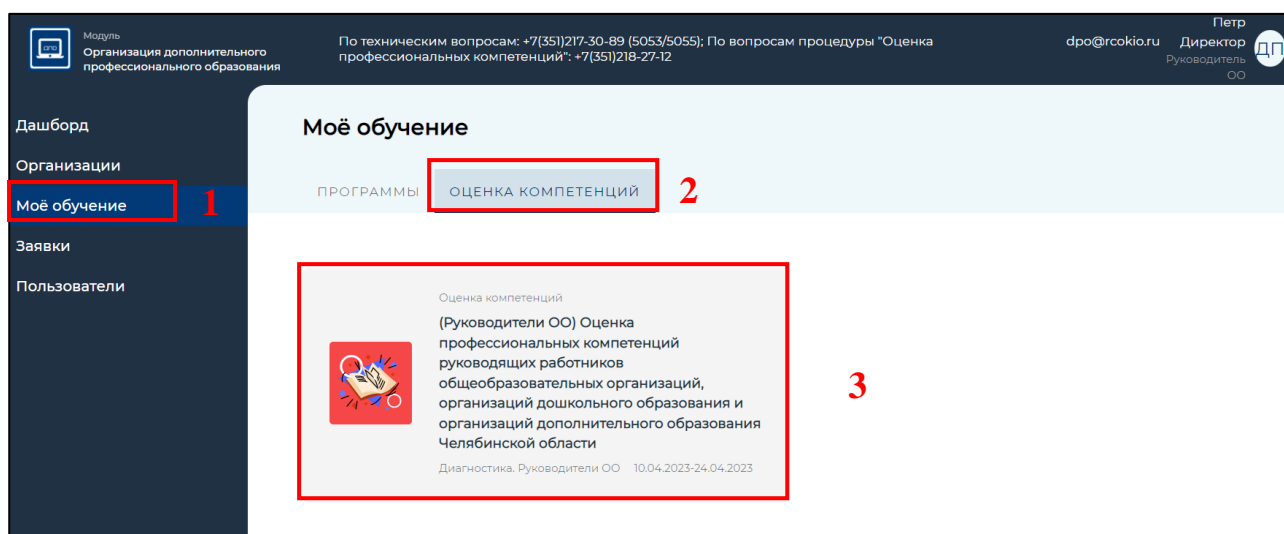 дпо
Модуль
Организация дополнительного
профессионального образования
По техническим вопросам: +7(351)217-30-89 (5053/5055); По вопросам процедуры "Оценка
профессиональных компетенций": +7(351)218-27-12
dpo@rcokio.ru
Петр
Директор
Руководитель
ОО
ДП
Дашборд
Организации
Моё обучение
1
Заявки
Пользователи
Моё обучение
ПРОГРАММЫ
ОЦЕНКА КОМПЕТЕНЦИЙ
2
Оценка компетенций
(Руководители ОО) Оценка
профессиональных компетенций
руководящих работников
общеобразовательных организаций,
организаций дошкольного образования и
организаций дополнительного образования
Челябинской области
Диагностика. Руководители ОО 10.04.2023-24.04.2023
3